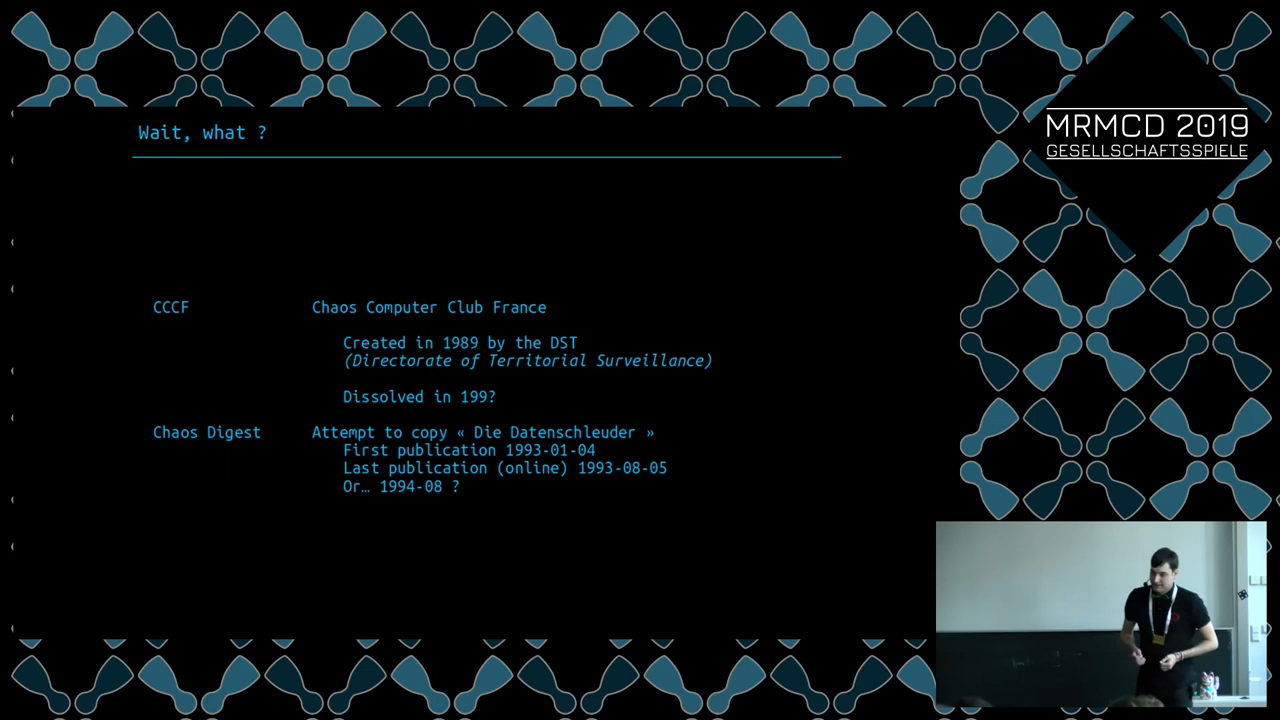 Wait, what ?
MRMCD 2019
GESELLSCHAFTSSPIELE
CCCF Chaos Computer Club France
Created in 1989 by the DST
(Directorate of Territorial Surveillance)
Dissolved in 199?
Chaos Digest Attempt to copy « Die Datenschleuder »
First publication 1993-01-04
Last publication (online) 1993-08-05
Or… 1994-08 ?